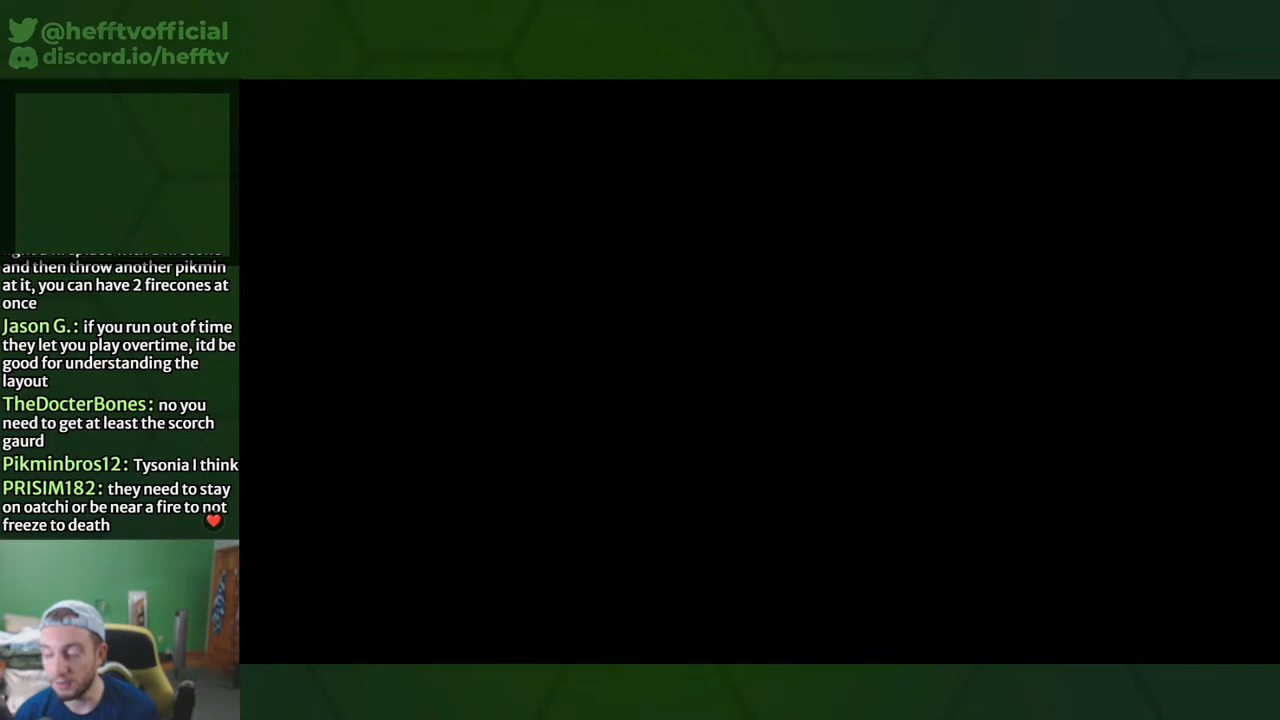 @hefftvofficial
discord.io/hefftv
and then throw another pikmin
at it, you can have 2 firecones at
once
Jason G.: if you run out of time
they let you play overtime, itd be
good for understanding the
layout
TheDocterBones: no you
need to get at least the scorch
gaurd
Pikminbros12: Tysonia I think
PRISIM182: they need to stay
on oatchi or be near a fire to not
freeze to death